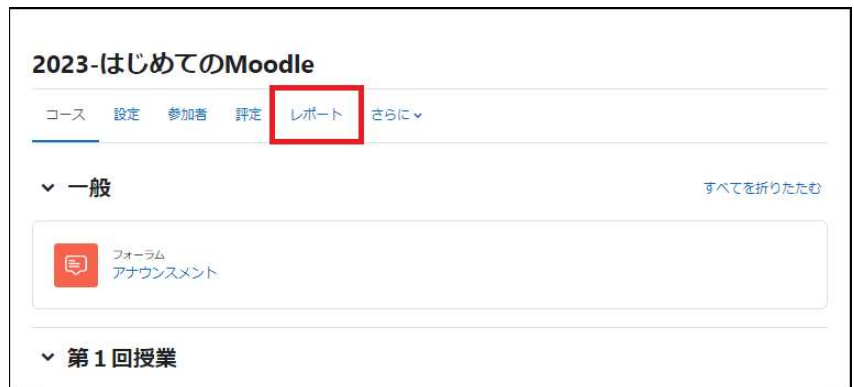 2023-はじめてのMoodle
コース 設定 参加者 評定 レポート さらに
一般 すべてを折りたたむ
フォーラム
アナウンスメント
第1回授業